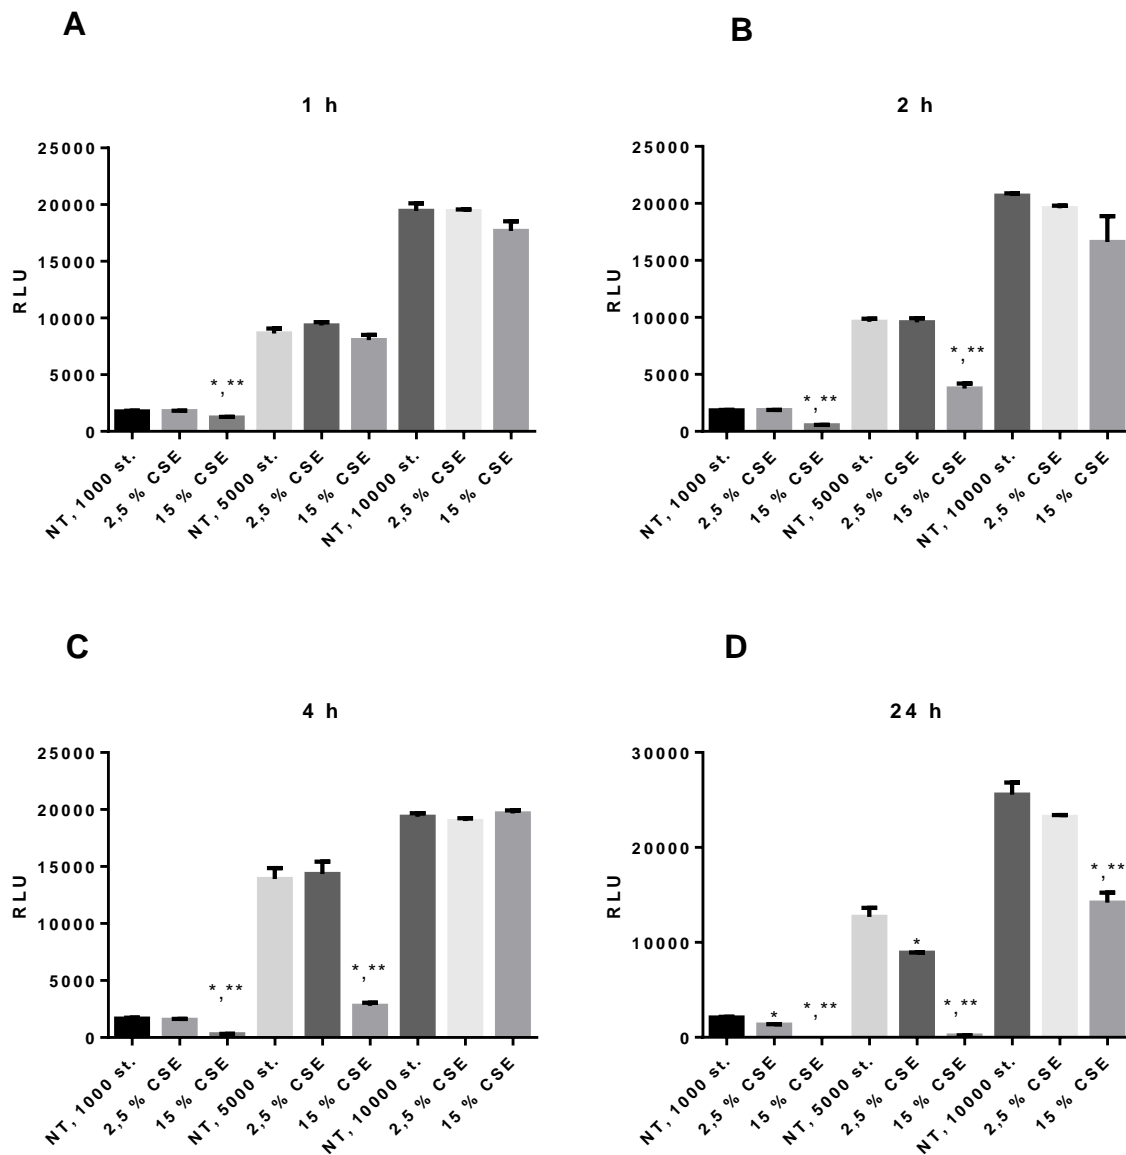 A
1 h
RLU
25000
20000
15000
10000
5000
0
*,**
NT, 1000 st.
2,5 % CSE
15 % CSE
NT, 5000 st.
2,5 % CSE
15 % CSE
NT, 10000 st.
2,5 % CSE
15 % CSE
B
2 h
RLU
25000
20000
15000
10000
5000
0
*,**
*,**
NT, 1000 st.
2,5 % CSE
15 % CSE
NT, 5000 st.
2,5 % CSE
15 % CSE
NT, 10000 st.
2,5 % CSE
15 % CSE
C
4 h
RLU
25000
20000
15000
10000
5000
0
*,**
*,**
NT, 1000 st.
2,5 % CSE
15 % CSE
NT, 5000 st.
2,5 % CSE
15 % CSE
NT, 10000 st.
2,5 % CSE
15 % CSE
D
24 h
RLU
30000
20000
10000
0
*
*,**
*
*,**
*,**
NT, 1000 st.
2,5 % CSE
15 % CSE
NT, 5000 st.
2,5 % CSE
15 % CSE
NT, 10000 st.
2,5 % CSE
15 % CSE